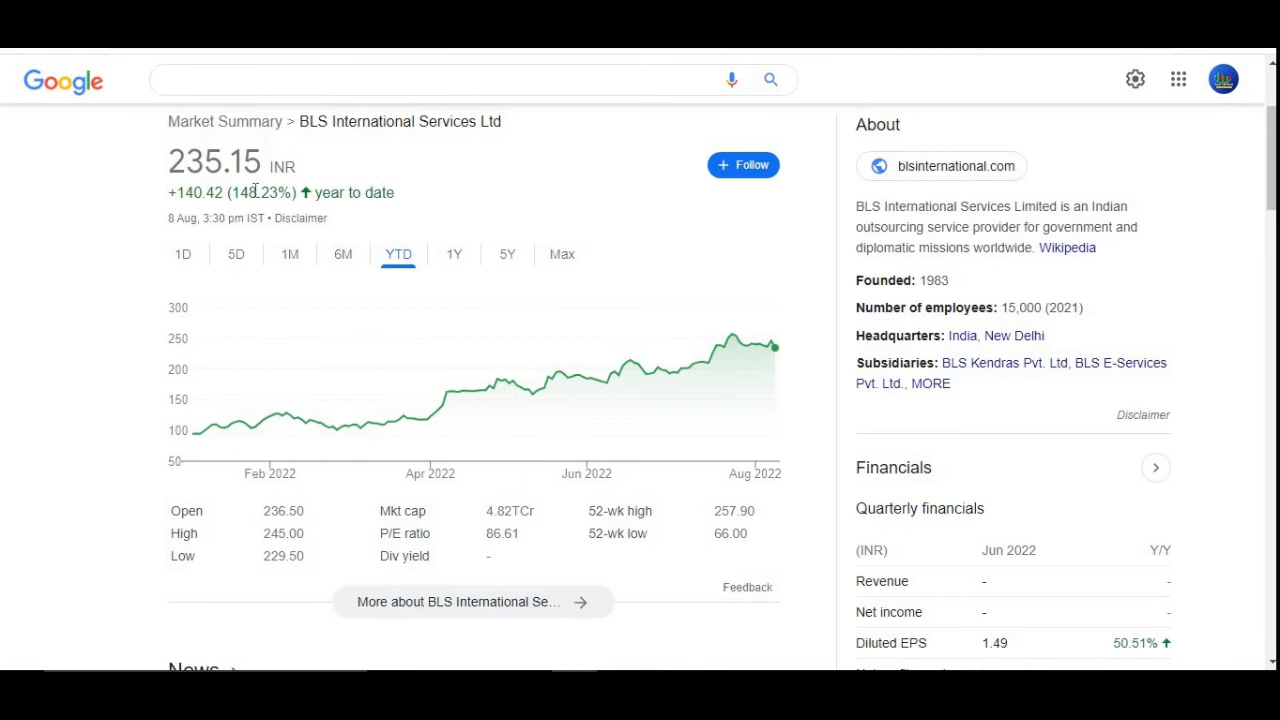 Google
Market Summary > BLS International Services Ltd
235.15 INR
+ Follow
+140.42 (148.23%) ↑ year to date
8 Aug, 3:30 pm IST • Disclaimer
1D 5D 1M 6M YTD 1Y 5Y Max
300
250
200
150
100
50
Feb 2022 Apr 2022 Jun 2022 Aug 2022
Open 236.50 Mkt cap 4.82TCr 52-wk high 257.90
High 245.00 P/E ratio 86.61 52-wk low 66.00
Low 229.50 Div yield -
Feedback
More about BLS International Se... →
News
About
blsinternational.com
BLS International Services Limited is an Indian
outsourcing service provider for government and
diplomatic missions worldwide. Wikipedia
Founded: 1983
Number of employees: 15,000 (2021)
Headquarters: India, New Delhi
Subsidiaries: BLS Kendras Pvt. Ltd, BLS E-Services
Pvt. Ltd., MORE
Disclaimer
Financials
Quarterly financials
(INR) Jun 2022 Y/Y
Revenue - -
Net income - -
Diluted EPS 1.49 50.51% ↑